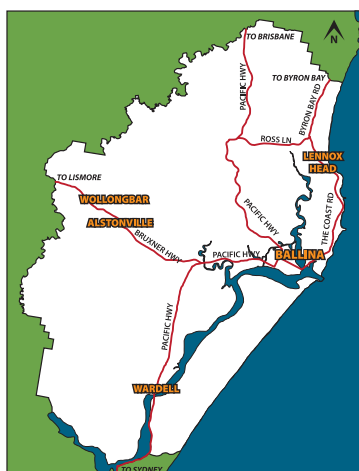 N
TO BRISBANE
PACIFIC HWY
TO BYRON BAY
BYRON BAY RD
ROSS LN
LENNOX
HEAD
TO LISMORE
WOLLONGBAR
ALSTONVILLE
BRUXNER HWY
PACIFIC HWY
PACIFIC HWY
BALLINA
THE COAST RD
PACIFIC HWY
WARDELL
TO SYDNEY